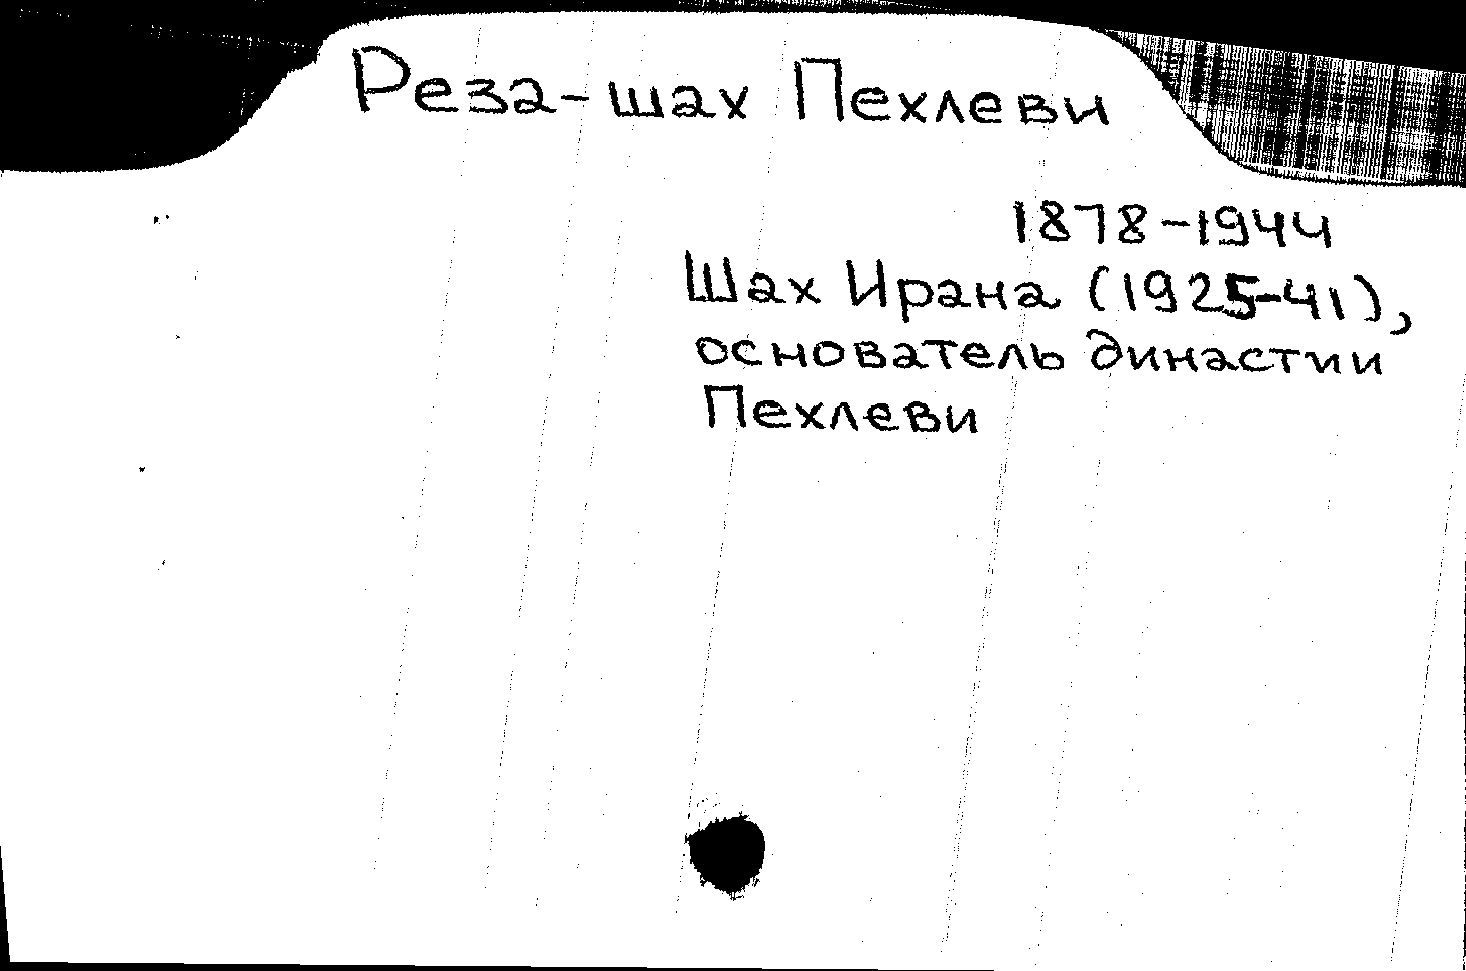 Реза-шах Пехлеви
1878-1944
Шах Ирана (1925-41),
основатель династии
Пехлеви